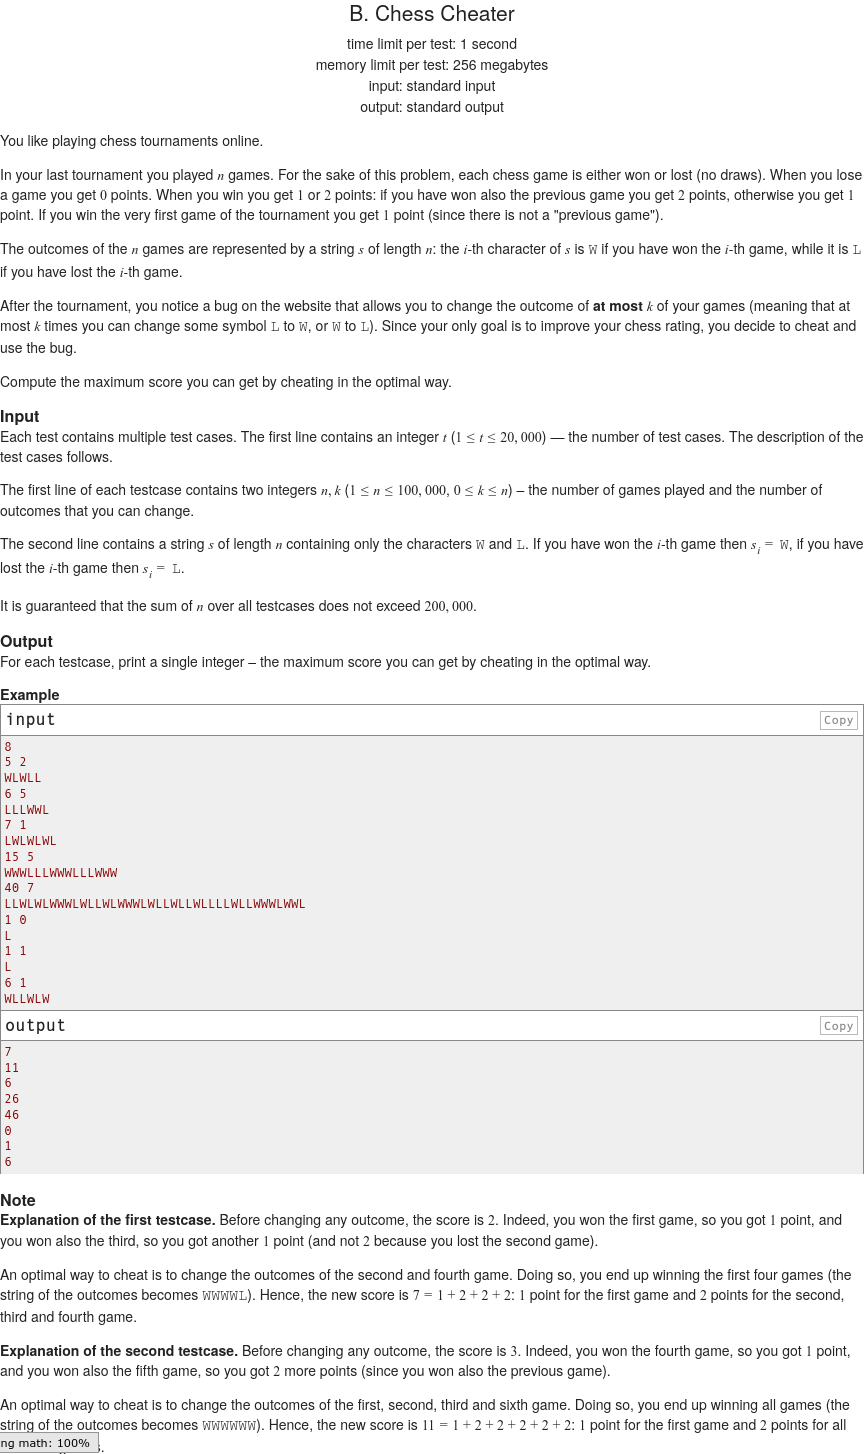 B. Chess Cheater
time limit per test: 1 second
memory limit per test: 256 megabytes
input: standard input
output: standard output
You like playing chess tournaments online.
In your last tournament you played n games. For the sake of this problem, each chess game is either won or lost (no draws). When you lose
a game you get 0 points. When you win you get 1 or 2 points: if you have won also the previous game you get 2 points, otherwise you get 1
point. If you win the very first game of the tournament you get 1 point (since there is not a "previous game").
The outcomes of the n games are represented by a string s of length n: the i-th character of s is W if you have won the i-th game, while it is L
if you have lost the i-th game.
After the tournament, you notice a bug on the website that allows you to change the outcome of at most k of your games (meaning that at
most k times you can change some symbol L to W, or W to L). Since your only goal is to improve your chess rating, you decide to cheat and
use the bug.
Compute the maximum score you can get by cheating in the optimal way.
Input
Each test contains multiple test cases. The first line contains an integer t (1 ≤ t ≤ 20, 000) — the number of test cases. The description of the
test cases follows.
The first line of each testcase contains two integers n, k (1 ≤ n ≤ 100, 000, 0 ≤ k ≤ n) – the number of games played and the number of
outcomes that you can change.
The second line contains a string s of length n containing only the characters W and L. If you have won the i-th game then s_i = W, if you have
lost the i-th game then s_i = L.
It is guaranteed that the sum of n over all testcases does not exceed 200, 000.
Output
For each testcase, print a single integer – the maximum score you can get by cheating in the optimal way.
Example
input Copy
8
5 2
WLWLL
6 5
LLLWWL
7 1
LWLWLWL
15 5
WWWLLLWWWLLLWWW
40 7
LLWLWLWWWLWLLWLWWWLWLLWLLWLLLLWLLWWWLWWL
1 0
L
1 1
L
6 1
WLLWLW
output Copy
7
11
6
26
46
0
1
6
Note
Explanation of the first testcase. Before changing any outcome, the score is 2. Indeed, you won the first game, so you got 1 point, and
you won also the third, so you got another 1 point (and not 2 because you lost the second game).
An optimal way to cheat is to change the outcomes of the second and fourth game. Doing so, you end up winning the first four games (the
string of the outcomes becomes WWWWL). Hence, the new score is 7 = 1 + 2 + 2 + 2: 1 point for the first game and 2 points for the second,
third and fourth game.
Explanation of the second testcase. Before changing any outcome, the score is 3. Indeed, you won the fourth game, so you got 1 point,
and you won also the fifth game, so you got 2 more points (since you won also the previous game).
An optimal way to cheat is to change the outcomes of the first, second, third and sixth game. Doing so, you end up winning all games (the
string of the outcomes becomes WWWWWW). Hence, the new score is 11 = 1 + 2 + 2 + 2 + 2 + 2: 1 point for the first game and 2 points for all
ng math: 100%